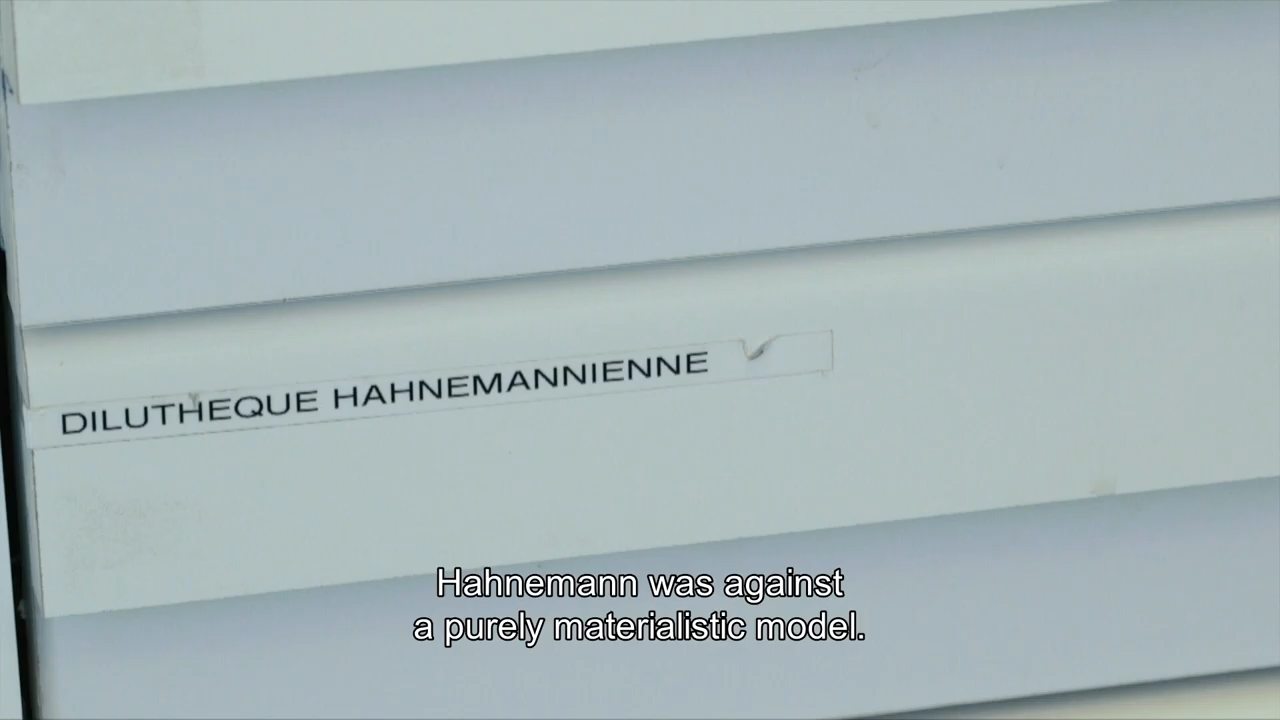 DILUTHEQUE HAHNEMANNIENNE
Hahnemann was against
a purely materialistic model.